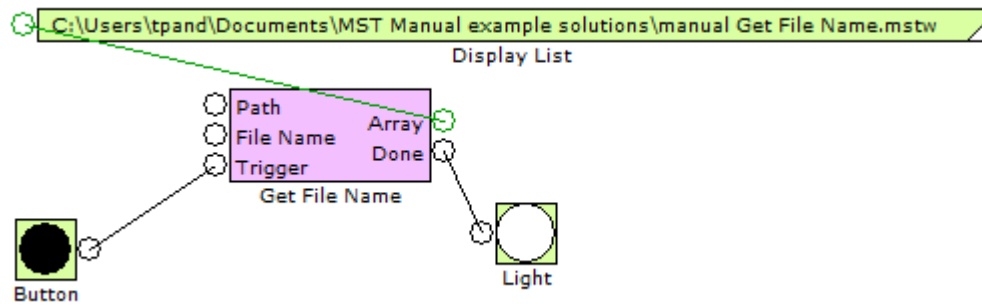 C:\Users\tpand\Documents\MST Manual example solutions\manual Get File Name.mstw
Display List
Path
Array
File Name
Done
Trigger
Get File Name
Light
Button